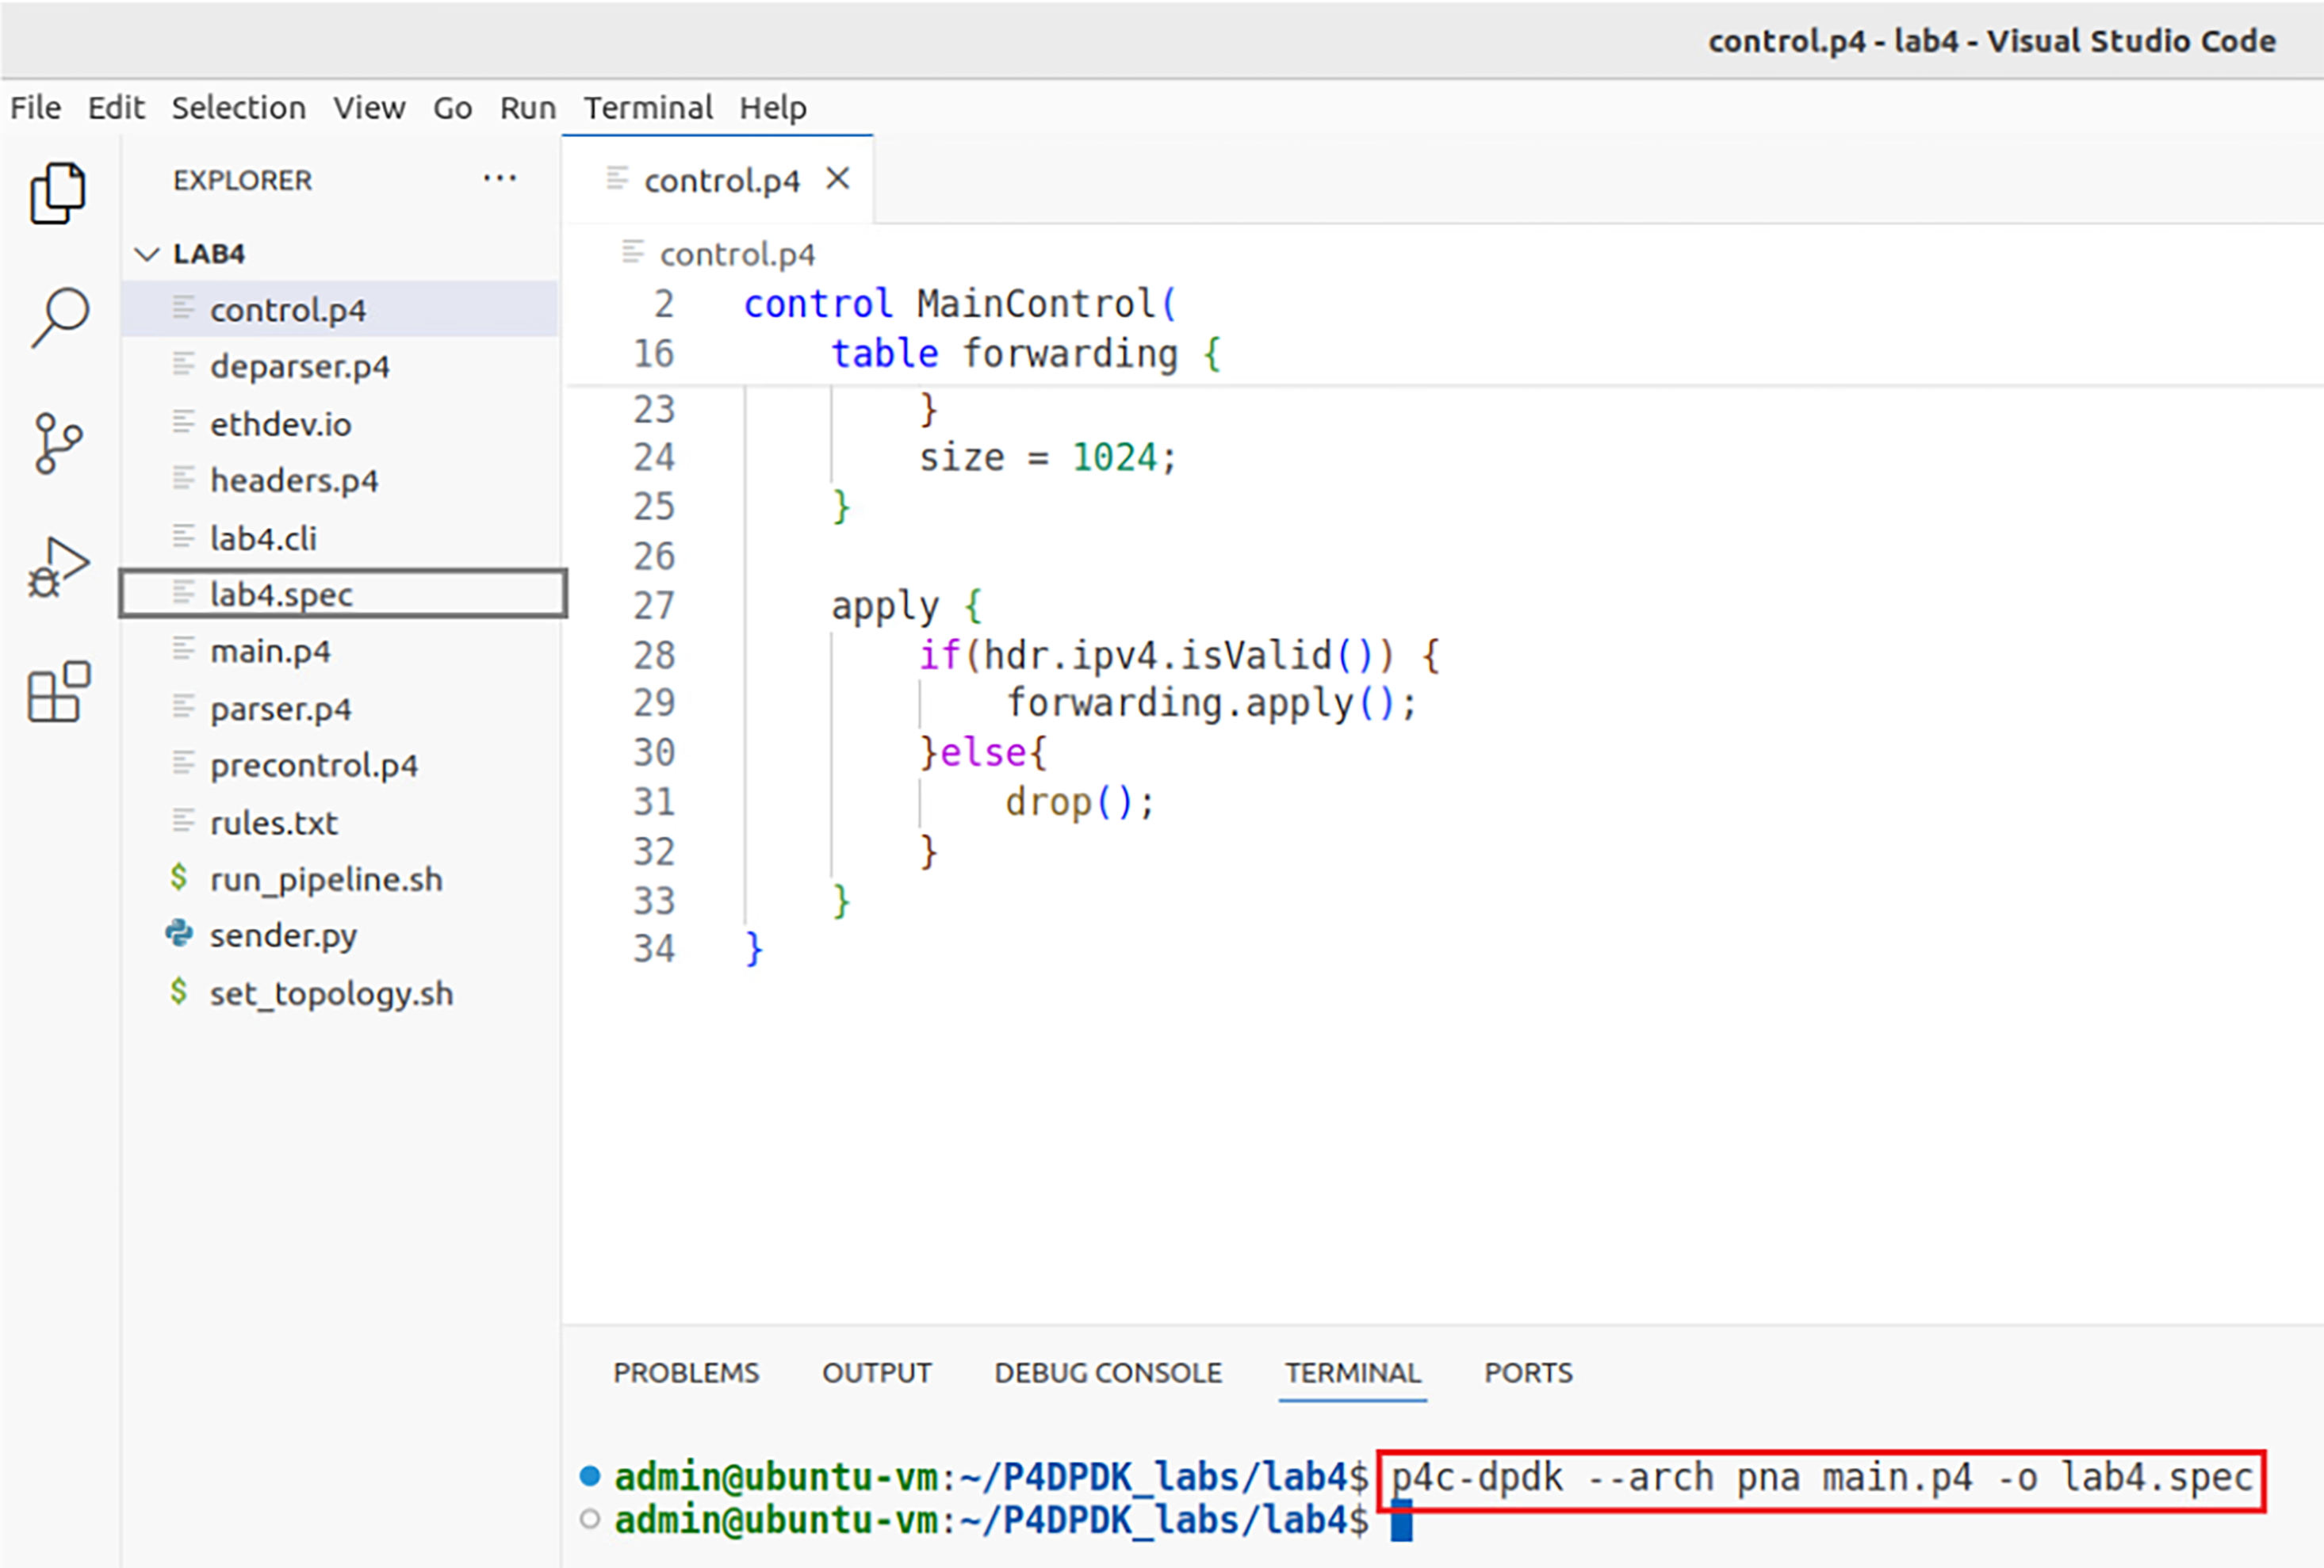 control.p4 - lab4 - Visual Studio Code
File Edit Selection View Go Run Terminal Help
EXPLORER ...
LAB4
control.p4
deparser.p4
ethdev.io
headers.p4
lab4.cli
lab4.spec
main.p4
parser.p4
precontrol.p4
rules.txt
$ run_pipeline.sh
sender.py
$ set_topology.sh
control.p4 ×
control.p4
2 control MainControl(
16 table forwarding {
23 }
24 size = 1024;
25 }
26
27 apply {
28 if(hdr.ipv4.isValid()) {
29 forwarding.apply();
30 }else{
31 drop();
32 }
33 }
34 }
PROBLEMS OUTPUT DEBUG CONSOLE TERMINAL PORTS
admin@ubuntu-vm:~/P4DPDK_labs/lab4$ p4c-dpdk --arch pna main.p4 -o lab4.spec
admin@ubuntu-vm:~/P4DPDK_labs/lab4$